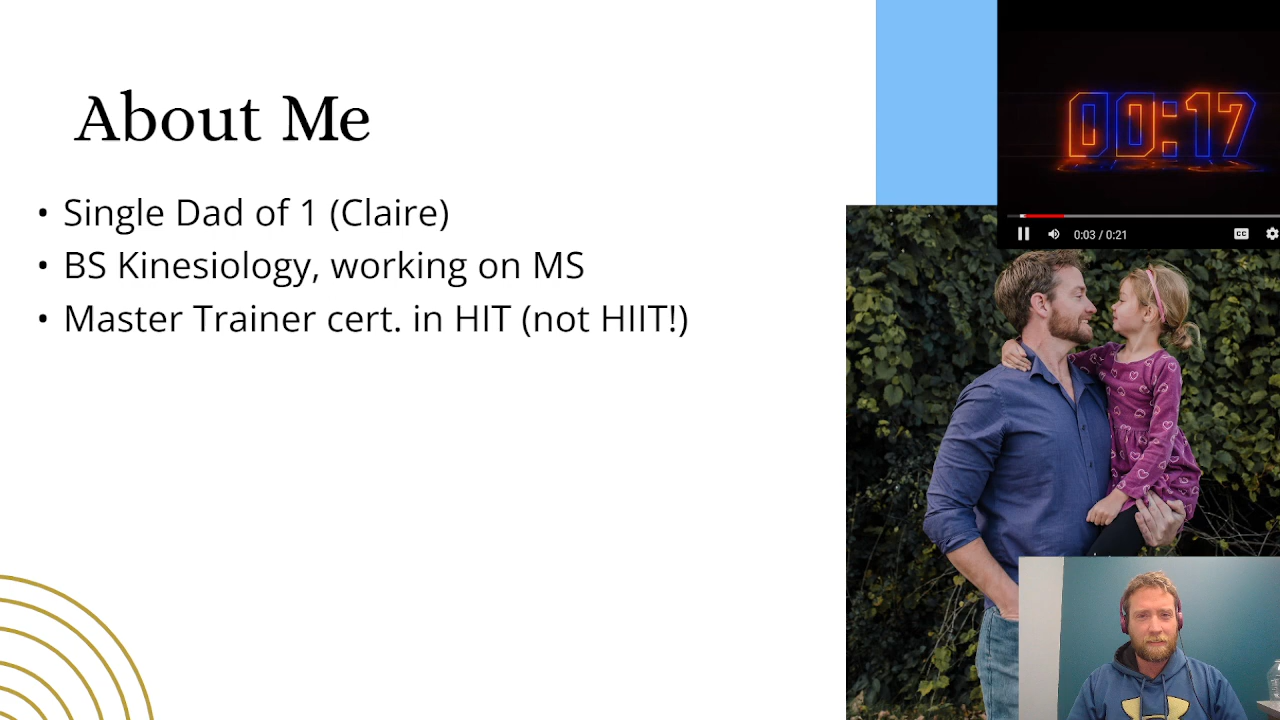 About Me
• Single Dad of 1 (Claire)
• BS Kinesiology, working on MS
• Master Trainer cert. in HIT (not HIIT!)
00:17
0:03 / 0:21
CC